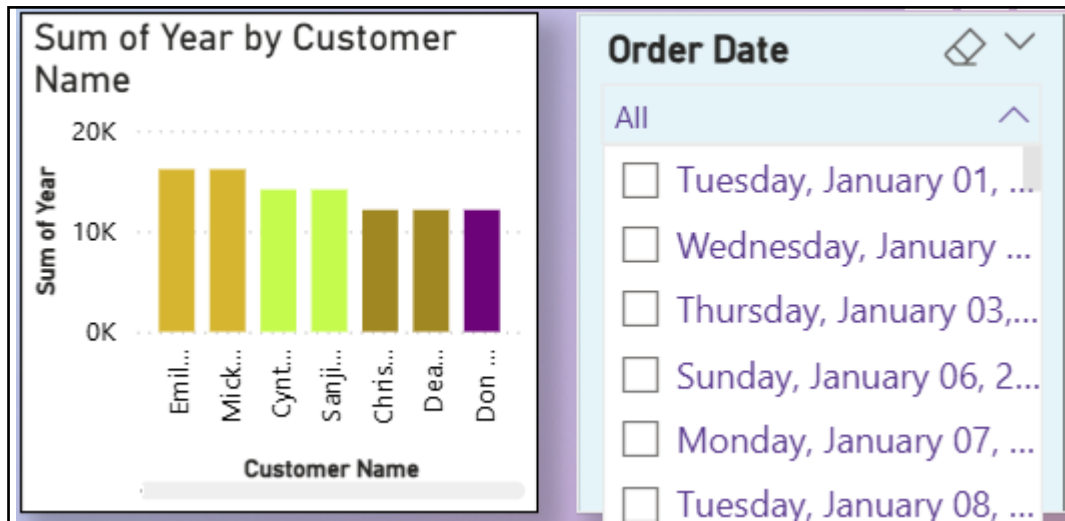 Sum of Year by Customer
Name
20K
10K
0K
Sum of Year
Emil...
Mick...
Cynt...
Sanji...
Chris...
Dea...
Don ...
Customer Name
Order Date
All
Tuesday, January 01, ...
Wednesday, January ...
Thursday, January 03,...
Sunday, January 06, 2...
Monday, January 07, ...
Tuesday, January 08, ...